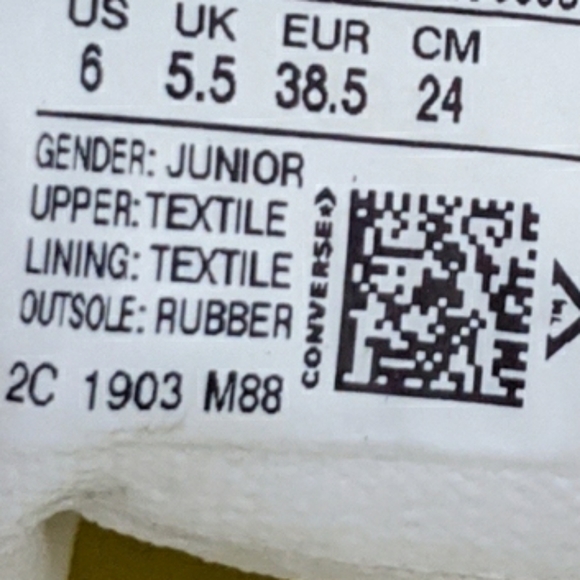 US UK EUR CM
6 5.5 38.5 24
GENDER: JUNIOR
UPPER: TEXTILE
LINING: TEXTILE
OUTSOLE: RUBBER
2C 1903 M88
CONVERSE
TM